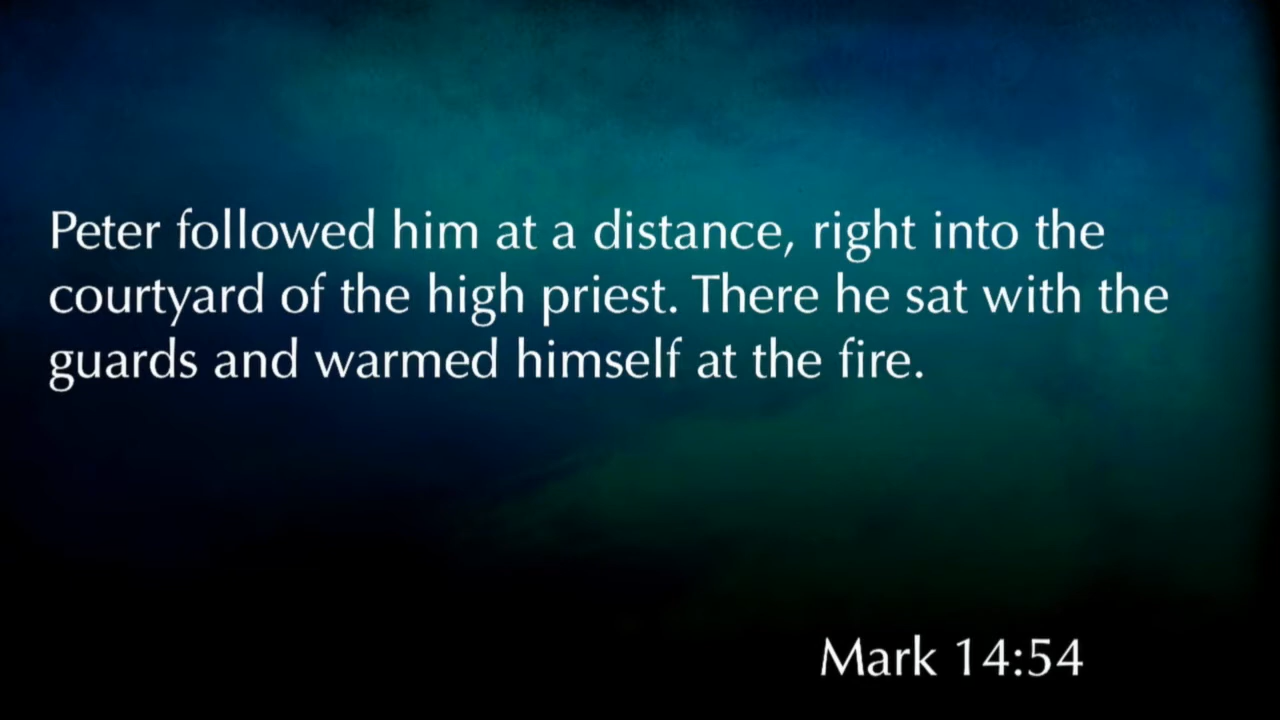 Peter followed him at a distance, right into the
courtyard of the high priest. There he sat with the
guards and warmed himself at the fire.
Mark 14:54